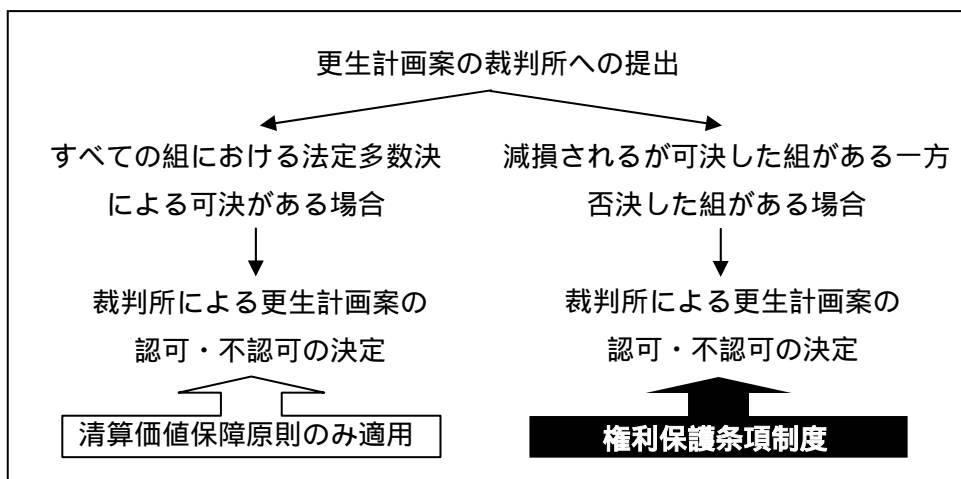 更生計画案の裁判所への提出
すべての組における法定多数決
による可決がある場合
減損されるが可決した組がある一方
否決した組がある場合
裁判所による更生計画案の
認可・不認可の決定
裁判所による更生計画案の
認可・不認可の決定
清算価値保障原則のみ適用
権利保護条項制度